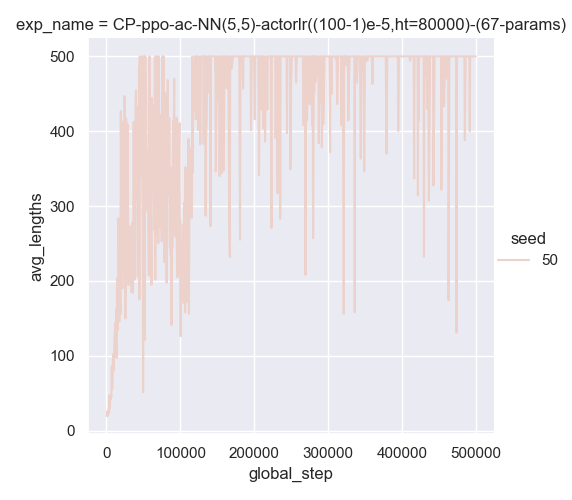 exp_name = CP-ppo-ac-NN(5,5)-actorlr((100-1)e-5,ht=80000)-(67-params)
500
400
300
200
100
0
avg_lengths
0 100000 200000 300000 400000 500000
global_step
seed
50